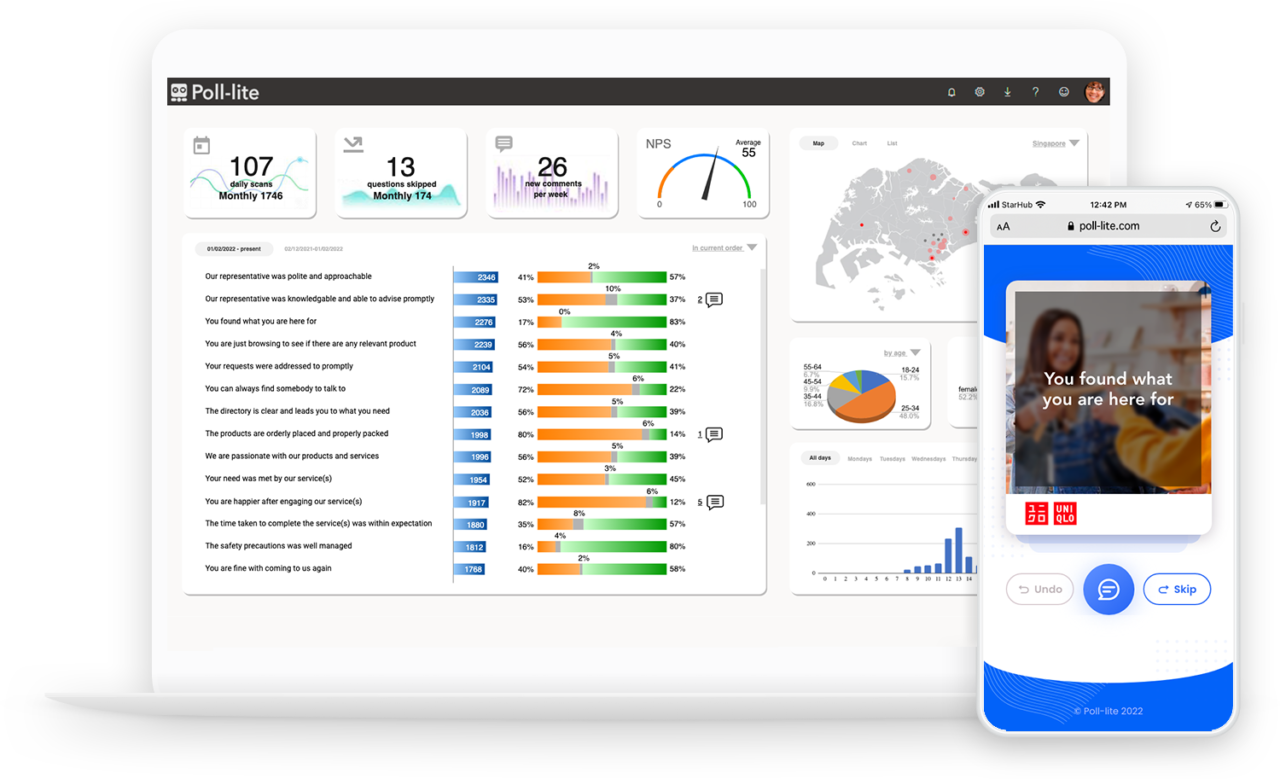 Poll-lite
?
107
daily scans
Monthly 1746
13
questions skipped
Monthly 174
26
new comments
per week
NPS
Average
55
0
100
01/02/2022 - present
02/12/2021-01/02/2022
In current order
2%
Our representative was polite and approachable 2346 41% 57%
10%
Our representative was knowledgable and able to advise promptly 2335 53% 37% 2
0%
You found what you are here for 2276 17% 83%
4%
You are just browsing to see if there are any relevant product 2239 56% 40%
5%
Your requests were addressed to promptly 2104 54% 41%
6%
You can always find somebody to talk to 2089 72% 22%
5%
The directory is clear and leads you to what you need 2036 56% 39%
6%
The products are orderly placed and properly packed 1998 80% 14% 1
5%
We are passionate with our products and services 1996 56% 39%
3%
Your need was met by our service(s) 1954 52% 45%
6%
You are happier after engaging our service(s) 1917 82% 12% 5
8%
The time taken to complete the service(s) was within expectation 1880 35% 57%
4%
The safety precautions was well managed 1812 16% 80%
2%
You are fine with coming to us again 1768 40% 58%
Map Chart List
Singapore
by age
55-64
6.7%
45-54
9.9%
35-44
16.8%
18-24
15.7%
25-34
48.0%
female
52.2%
All days Mondays Tuesdays Wednesdays Thursday
600
400
200
0
0 1 2 3 4 5 6 7 8 9 10 11 12 13 14
StarHub 12:42 PM 65%
AA poll-lite.com
You found what
you are here for
ユニ
クロ
UNI
QLO
Undo
Skip
© Poll-lite 2022